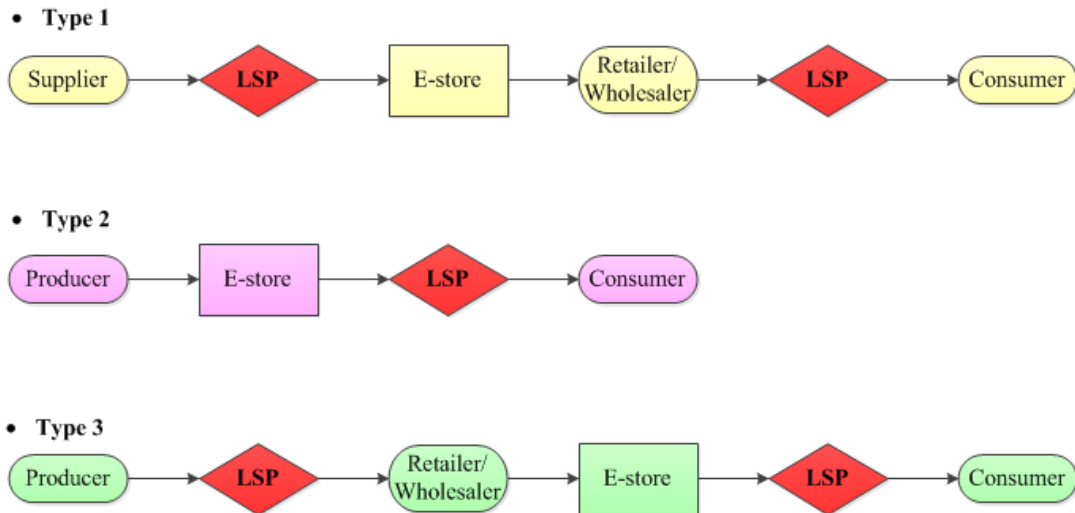 • Type 1
Supplier
LSP
E-store
Retailer/
Wholesaler
LSP
Consumer
• Type 2
Producer
E-store
LSP
Consumer
• Type 3
Producer
LSP
Retailer/
Wholesaler
E-store
LSP
Consumer